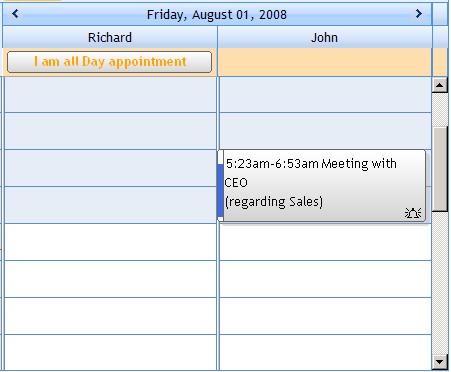 Friday, August 01, 2008
Richard John
I am all Day appointment
5:23am-6:53am Meeting with
CEO
(regarding Sales)